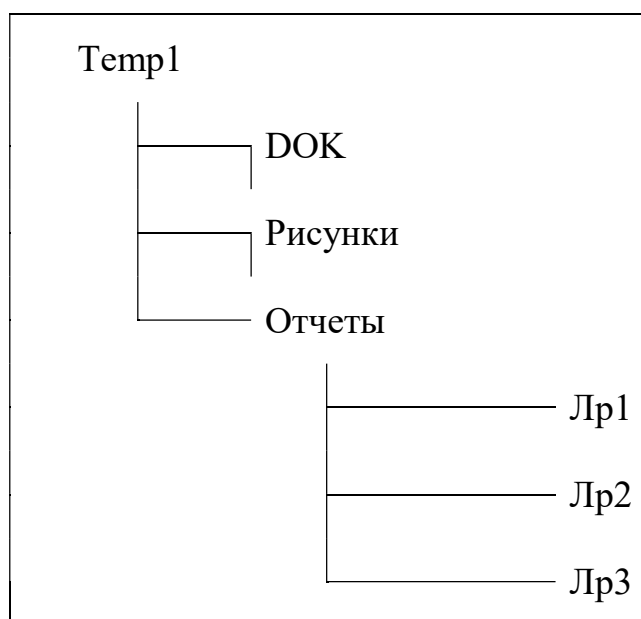 Temp1
DOK
Рисунки
Отчеты
Лр1
Лр2
Лр3